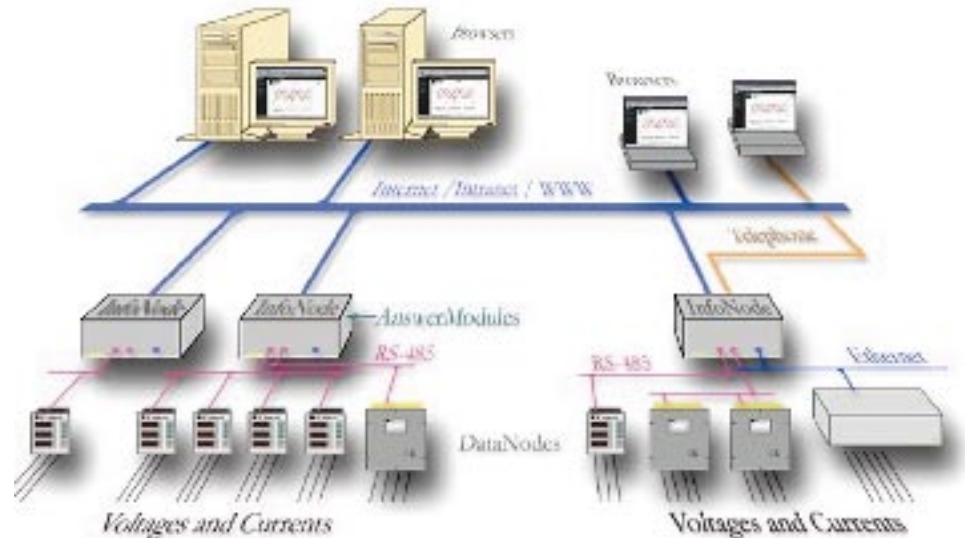 Browsers
Browsers
Internet / Intranet / WWW
Telephone
InfoNode
InfoNode
InfoNode
AnswerModules
RS-485
RS-485
Ethernet
DataNodes
Voltages and Currents
Voltages and Currents